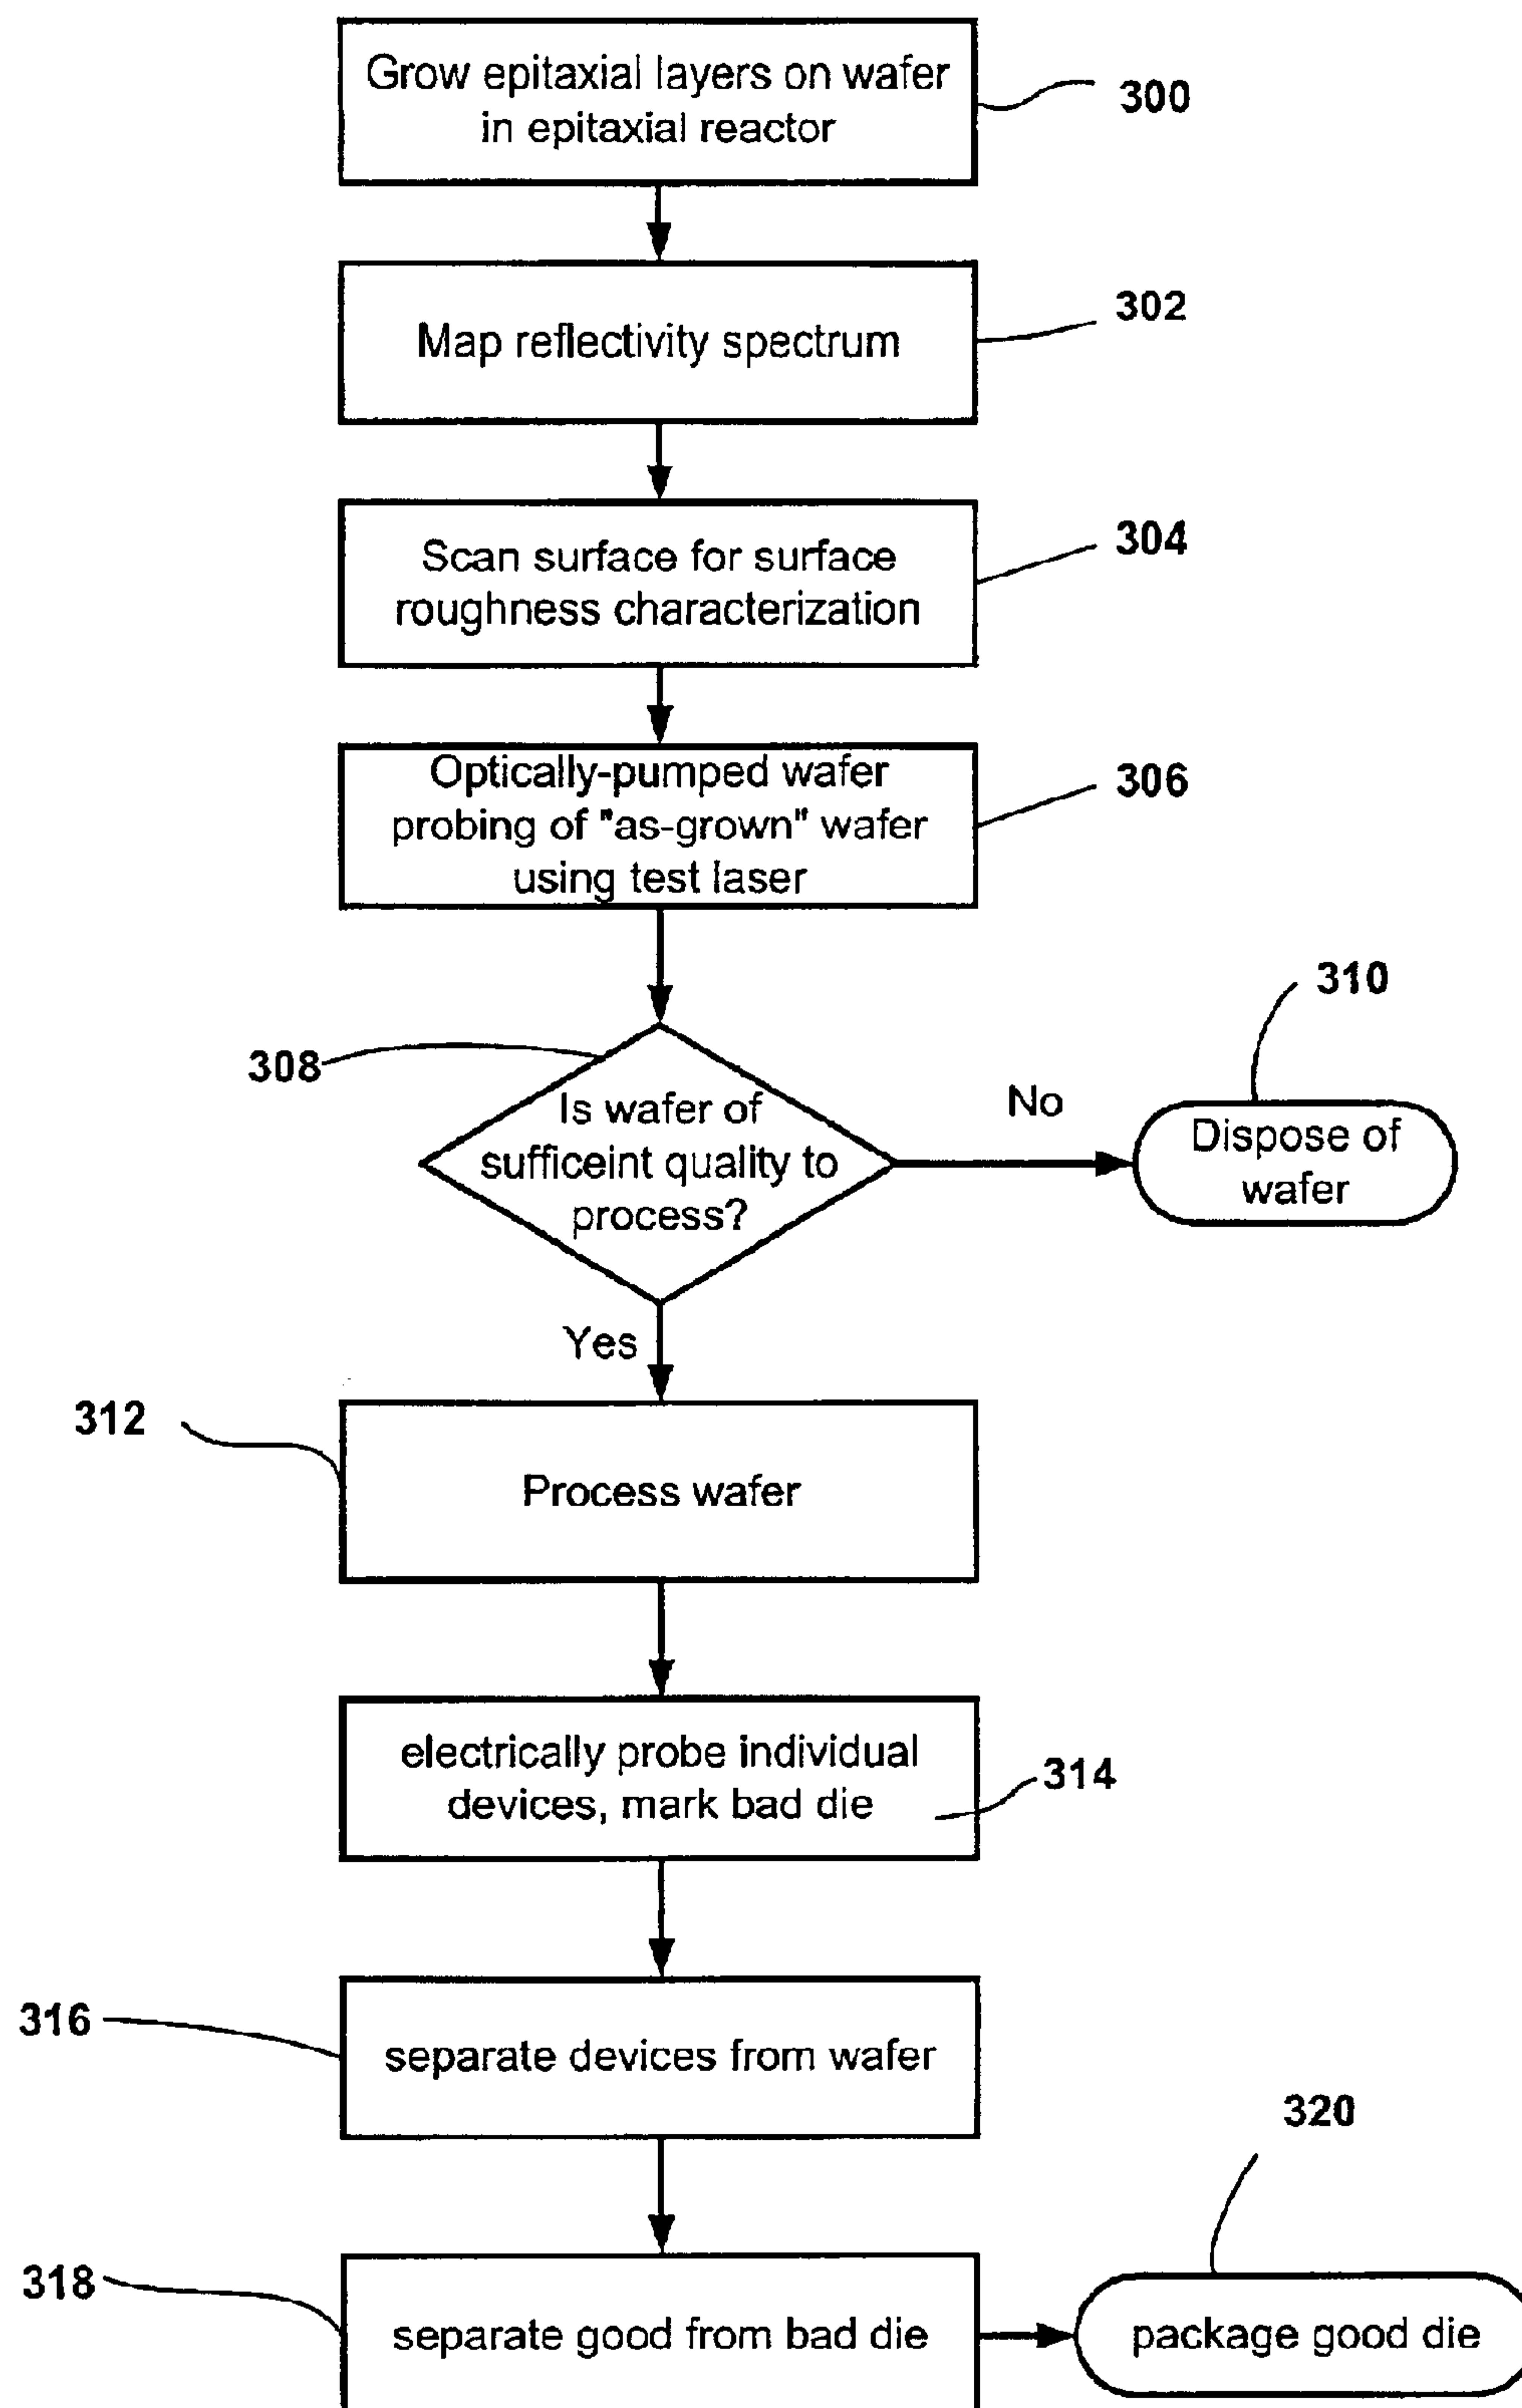 Grow epitaxial layers on wafer
in epitaxial reactor
300
Map reflectivity spectrum
302
Scan surface for surface
roughness characterization
304
Optically-pumped wafer
probing of "as-grown" wafer
using test laser
306
308
Is wafer of
sufficeint quality to
process?
No
310
Dispose of
wafer
Yes
312
Process wafer
electrically probe individual
devices, mark bad die
314
316
separate devices from wafer
318
separate good from bad die
320
package good die